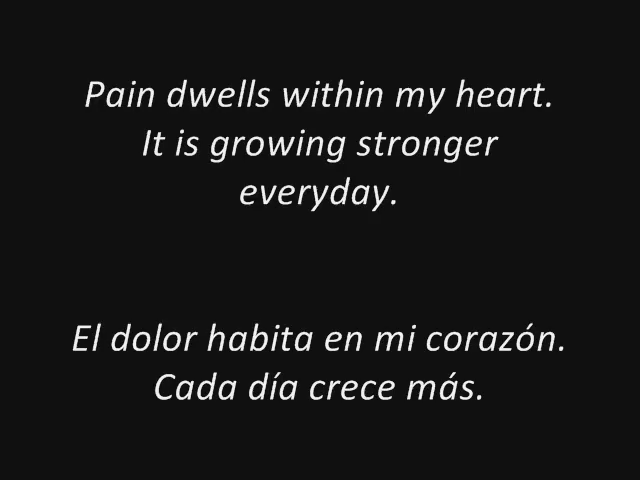 Pain dwells within my heart.
It is growing stronger
everyday.
El dolor habita en mi corazón.
Cada día crece más.